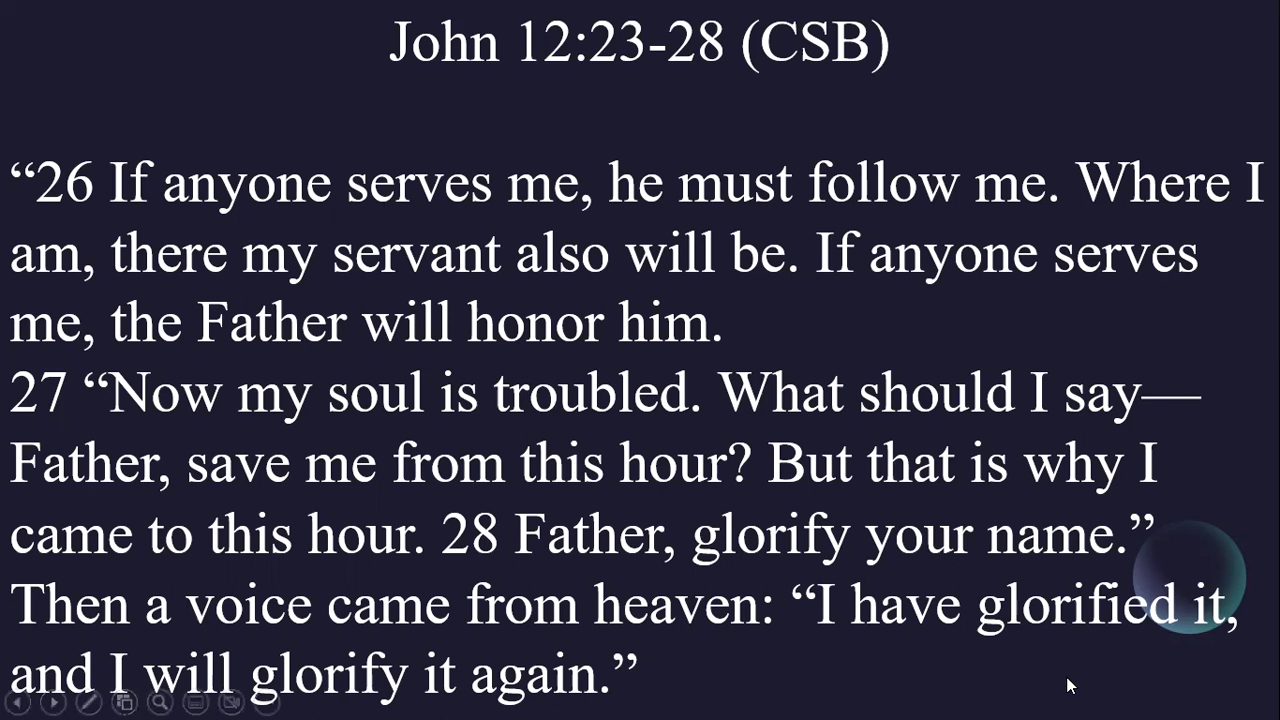 John 12:23-28 (CSB)
“26 If anyone serves me, he must follow me. Where I
am, there my servant also will be. If anyone serves
me, the Father will honor him.
27 “Now my soul is troubled. What should I say—
Father, save me from this hour? But that is why I
came to this hour. 28 Father, glorify your name.”
Then a voice came from heaven: “I have glorified it,
and I will glorify it again.”